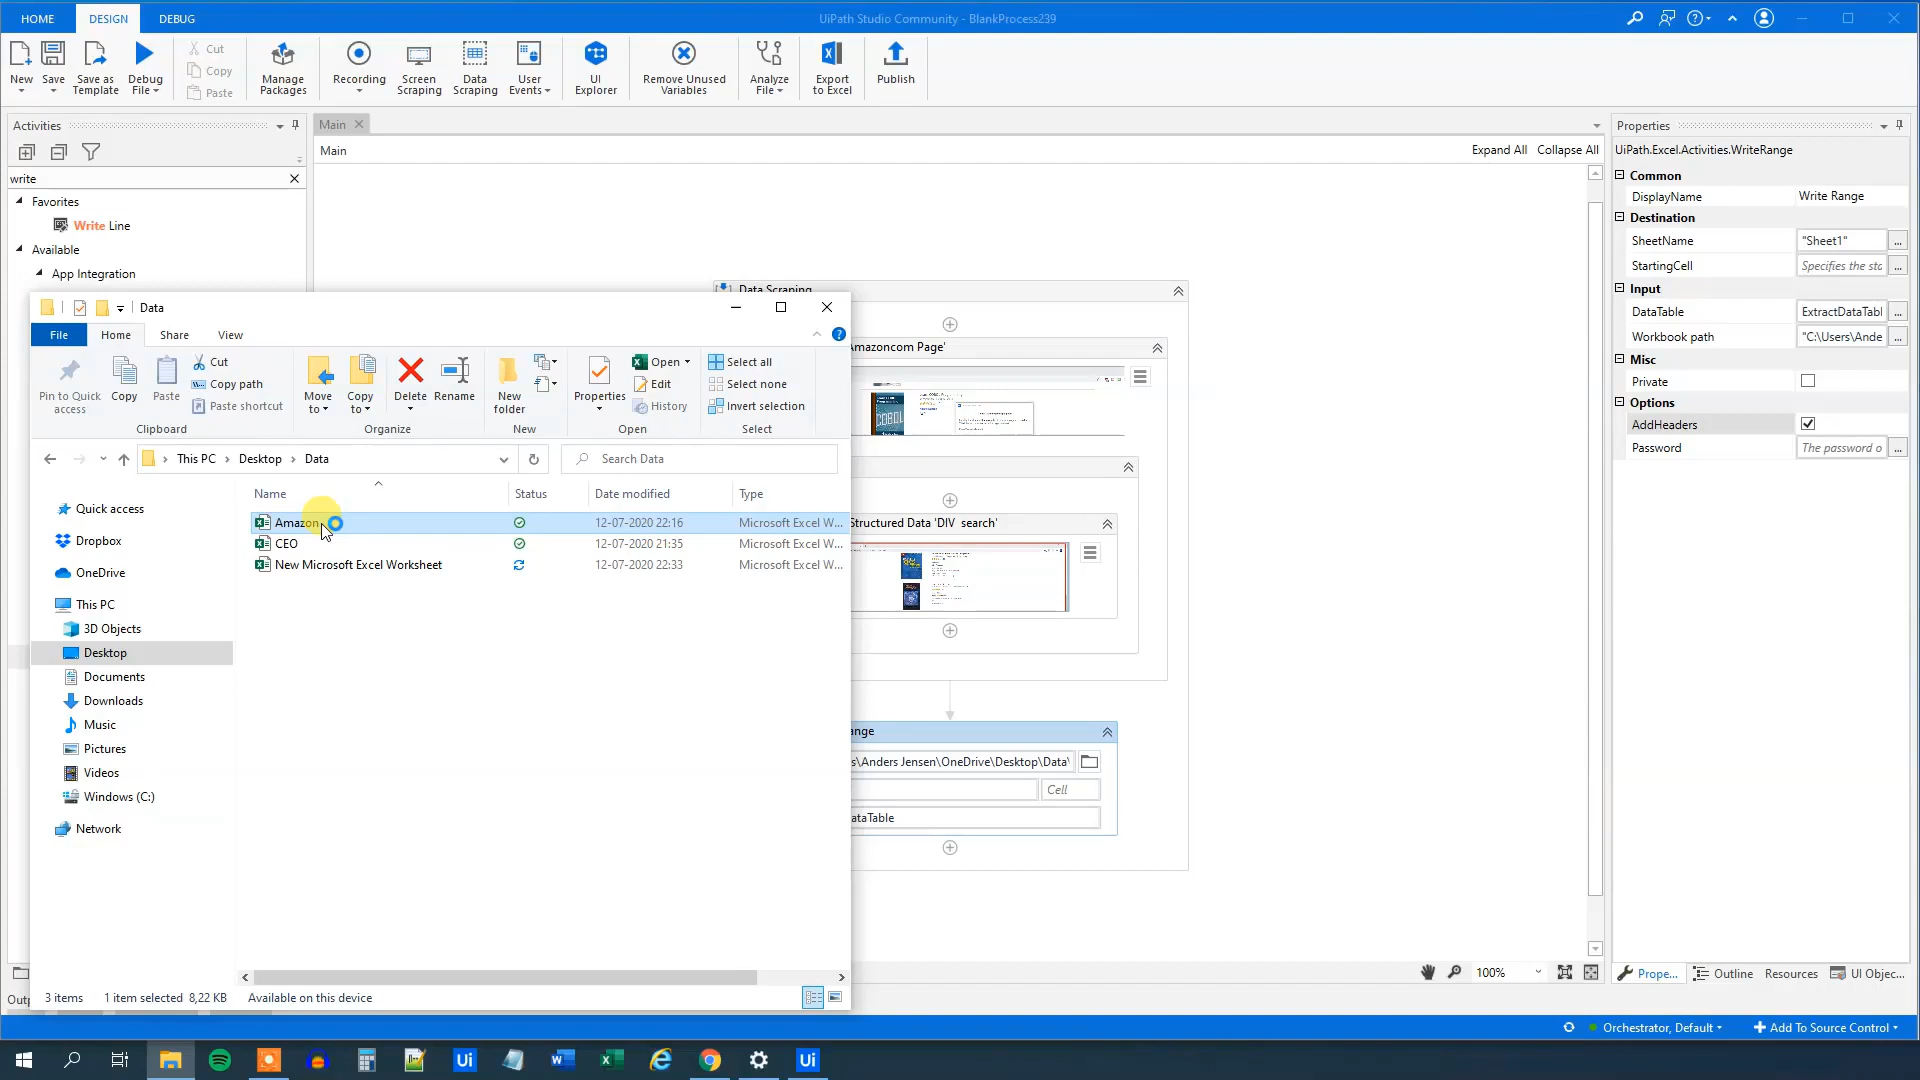 HOME DESIGN DEBUG UiPath Studio Community - BlankProcess239
New Save Save as Template Debug File Cut Copy Paste Manage Packages Recording Screen Scraping Data Scraping User Events UI Explorer Remove Unused Variables Analyze File Export to Excel Publish
Activities
write
Favorites
Write Line
Available
App Integration
Main
Main Expand All Collapse All
Data Scraping
Amazoncom Page'
Structured Data 'DIV search'
COBOL
ange
s\Anders Jensen\OneDrive\Desktop\Data\
Cell
ataTable
Data
File Home Share View
Pin to Quick access Copy Paste Cut Copy path Paste shortcut
Move to Copy to Delete Rename New folder Properties Open Edit History Select all Select none Invert selection
Clipboard Organize New Open Select
This PC Desktop Data Search Data
Name Status Date modified Type
Amazon 12-07-2020 22:16 Microsoft Excel W...
CEO 12-07-2020 21:35 Microsoft Excel W...
New Microsoft Excel Worksheet 12-07-2020 22:33 Microsoft Excel W...
Quick access
Dropbox
OneDrive
This PC
3D Objects
Desktop
Documents
Downloads
Music
Pictures
Videos
Windows (C:)
Network
3 items 1 item selected 8,22 KB Available on this device
Outp
Properties
UiPath.Excel.Activities.WriteRange
Common
DisplayName Write Range
Destination
SheetName "Sheet1" ...
StartingCell Specifies the sta ...
Input
DataTable ExtractDataTabl ...
Workbook path "C:\Users\Ande ...
Misc
Private
Options
AddHeaders
Password The password o ...
100% Prope... Outline Resources UI Objec...
Orchestrator, Default Add To Source Control